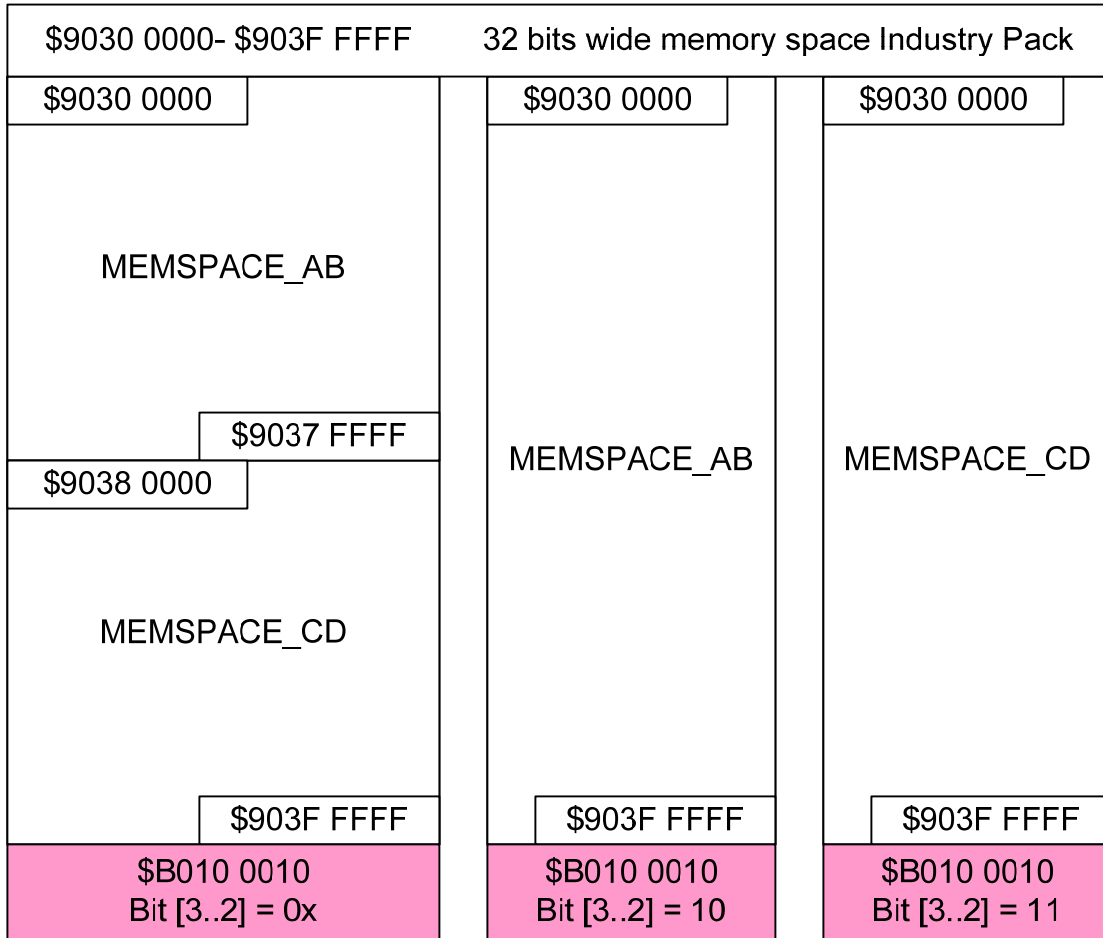 $9030 0000- $903F FFFF 32 bits wide memory space Industry Pack
$9030 0000
MEMSPACE_AB
$9037 FFFF
$9038 0000
MEMSPACE_CD
$903F FFFF
$B010 0010
Bit [3..2] = 0x
$9030 0000
MEMSPACE_AB
$903F FFFF
$B010 0010
Bit [3..2] = 10
$9030 0000
MEMSPACE_CD
$903F FFFF
$B010 0010
Bit [3..2] = 11